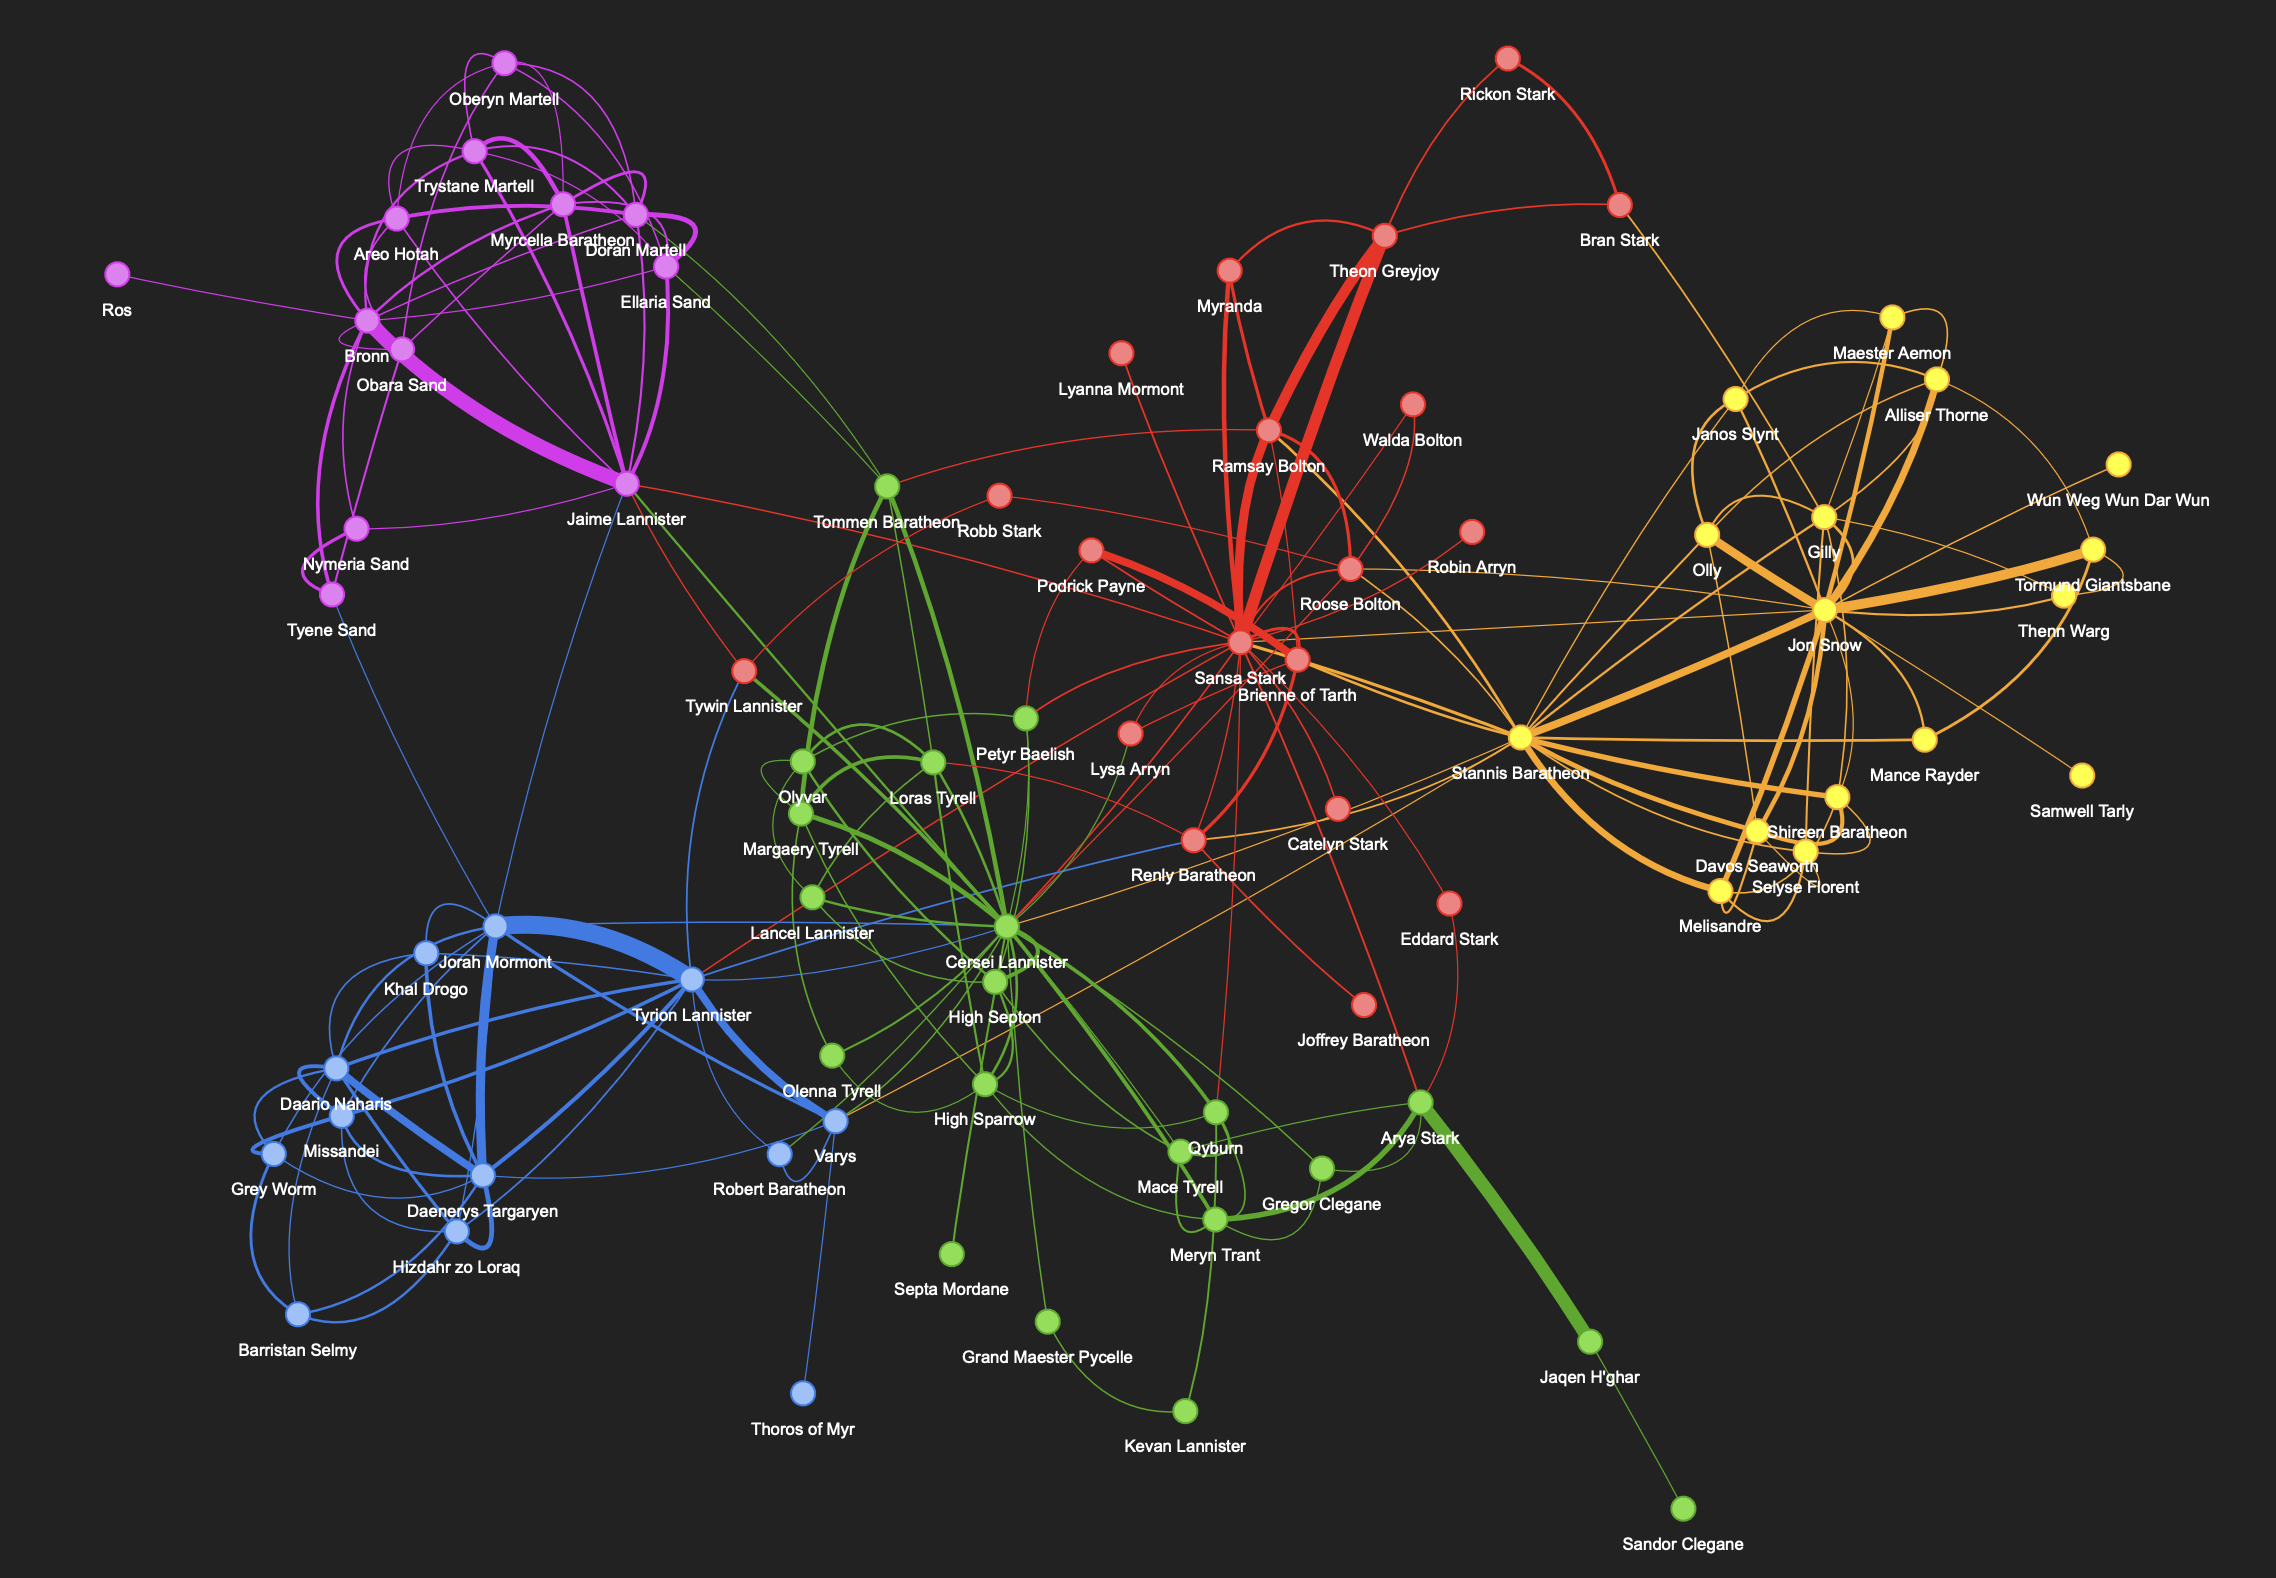 Oberyn Martell
Rickon Stark
Trystane Martell
Myrcella Baratheon
Doran Martell
Areo Hotah
Bran Stark
Theon Greyjoy
Ellaria Sand
Myranda
Ros
Bronn
Obara Sand
Maester Aemon
Lyanna Mormont
Alliser Thorne
Janos Slynt
Walda Bolton
Ramsay Bolton
Wun Weg Wun Dar Wun
Jaime Lannister
Tommen Baratheon
Robb Stark
Gilly
Nymeria Sand
Robin Arryn
Olly
Podrick Payne
Tormund Giantsbane
Roose Bolton
Tyene Sand
Thenn Warg
Jon Snow
Sansa Stark
Brienne of Tarth
Tywin Lannister
Petyr Baelish
Lysa Arryn
Stannis Baratheon
Mance Rayder
Olyvar
Loras Tyrell
Samwell Tarly
Shireen Baratheon
Catelyn Stark
Margaery Tyrell
Davos Seaworth
Renly Baratheon
Selyse Florent
Melisandre
Lancel Lannister
Eddard Stark
Jorah Mormont
Cersei Lannister
Khal Drogo
Tyrion Lannister
High Septon
Joffrey Baratheon
Olenna Tyrell
Daario Naharis
High Sparrow
Arya Stark
Qyburn
Missandei
Varys
Grey Worm
Robert Baratheon
Mace Tyrell
Gregor Clegane
Daenerys Targaryen
Meryn Trant
Hizdahr zo Loraq
Septa Mordane
Barristan Selmy
Grand Maester Pycelle
Jaqen H'ghar
Thoros of Myr
Kevan Lannister
Sandor Clegane